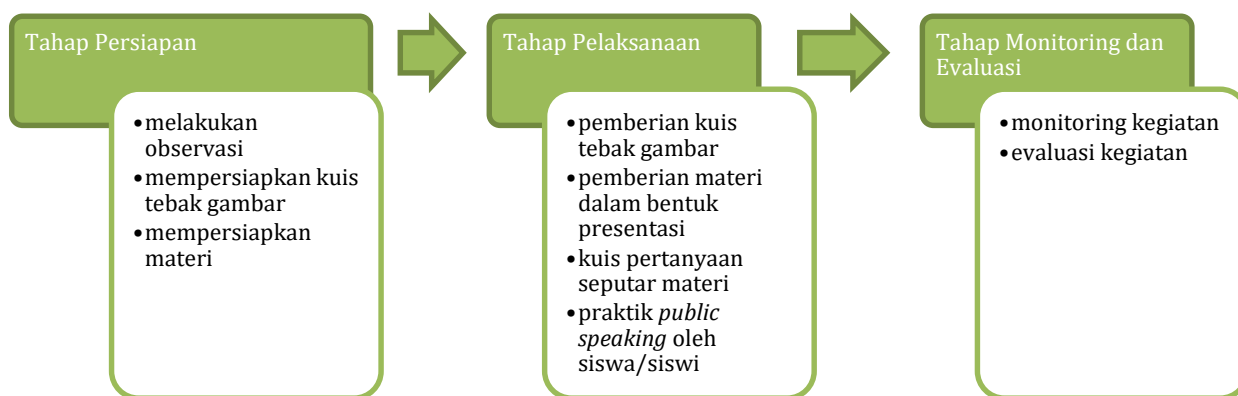 Tahap Persiapan
•melakukan
observasi
•mempersiapkan kuis
tebak gambar
•mempersiapkan
materi
Tahap Pelaksanaan
•pemberian kuis
tebak gambar
•pemberian materi
dalam bentuk
presentasi
•kuis pertanyaan
seputar materi
•praktik public
speaking oleh
siswa/siswi
Tahap Monitoring dan
Evaluasi
•monitoring kegiatan
•evaluasi kegiatan